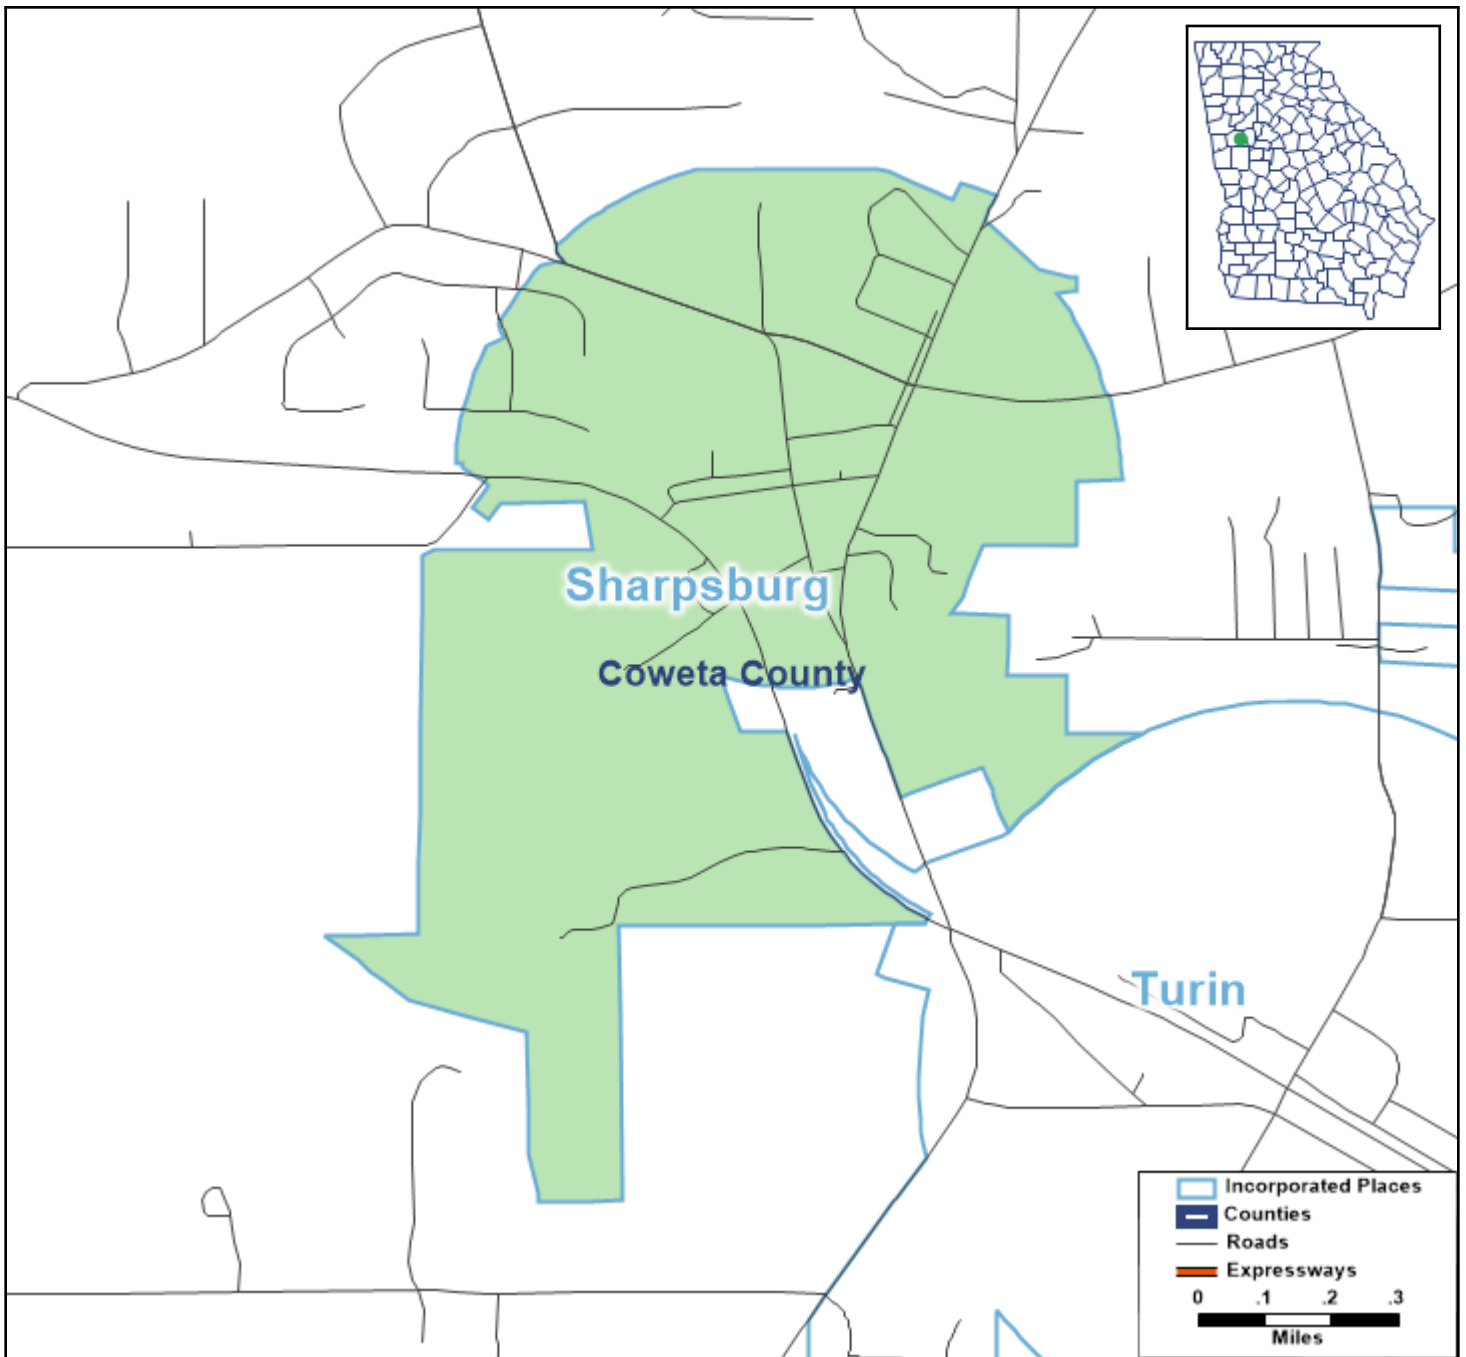 Sharpsburg
Coweta County
Turin
Incorporated Places
Counties
Roads
Expressways
0 .1 .2 .3
Miles